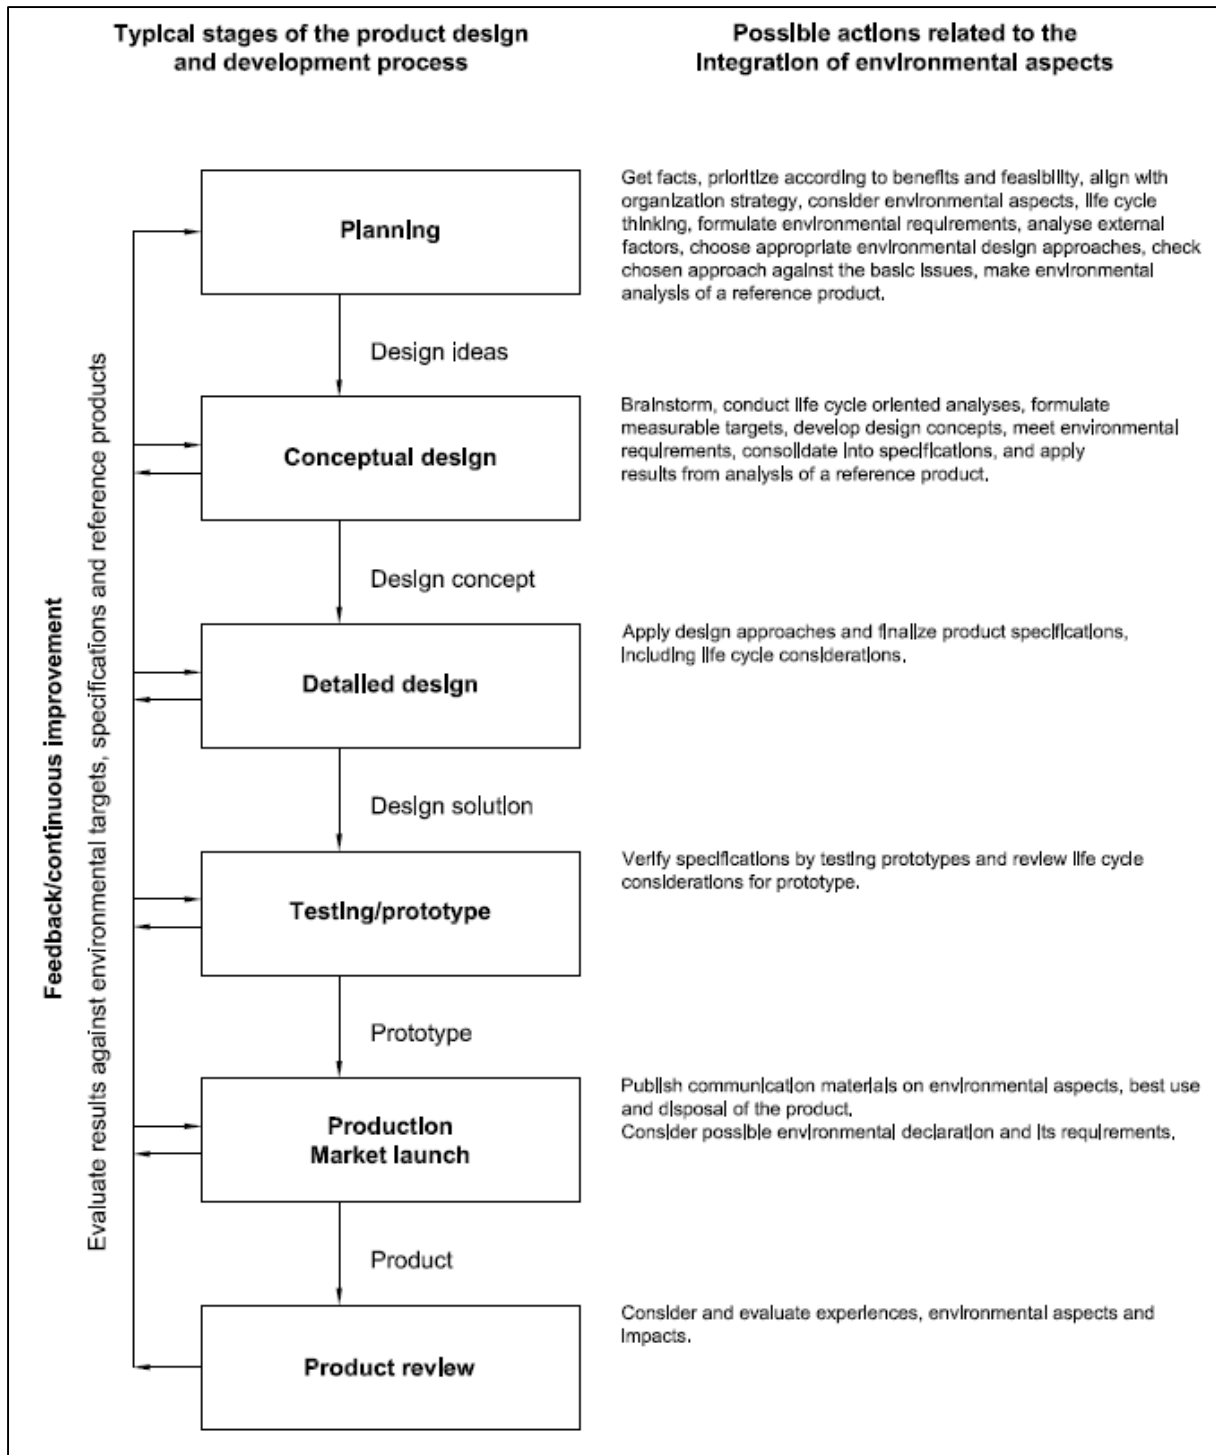 Typical stages of the product design
and development process
Possible actions related to the
integration of environmental aspects
Planning
Get facts, prioritize according to benefits and feasibility, align with
organization strategy, consider environmental aspects, life cycle
thinking, formulate environmental requirements, analyse external
factors, choose appropriate environmental design approaches, check
chosen approach against the basic issues, make environmental
analysis of a reference product.
Design ideas
Conceptual design
Brainstorm, conduct life cycle oriented analyses, formulate
measurable targets, develop design concepts, meet environmental
requirements, consolidate into specifications, and apply
results from analysis of a reference product.
Design concept
Detailed design
Apply design approaches and finalize product specifications,
including life cycle considerations.
Design solution
Testing/prototype
Verify specifications by testing prototypes and review life cycle
considerations for prototype.
Prototype
Production
Market launch
Publish communication materials on environmental aspects, best use
and disposal of the product.
Consider possible environmental declaration and its requirements.
Product
Product review
Consider and evaluate experiences, environmental aspects and
impacts.
Feedback/continuous improvement
Evaluate results against environmental targets, specifications and reference products